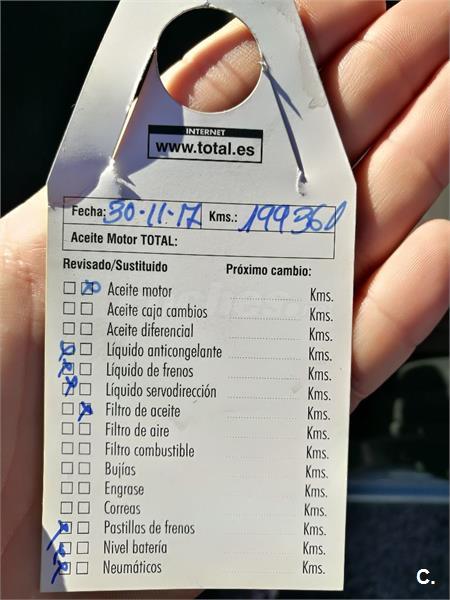 INTERNET
www.total.es
Fecha: 30-11-17 Kms.: 199360
Aceite Motor TOTAL:
Revisado/Sustituido Próximo cambio:
Aceite motor Kms.
Aceite caja cambios Kms.
Aceite diferencial Kms.
Líquido anticongelante Kms.
Líquido de frenos Kms.
Líquido servodirección Kms.
Filtro de aceite Kms.
Filtro de aire Kms.
Filtro combustible Kms.
Bujías Kms.
Engrase Kms.
Correas Kms.
Pastillas de frenos Kms.
Nivel batería Kms.
Neumáticos Kms.
C.